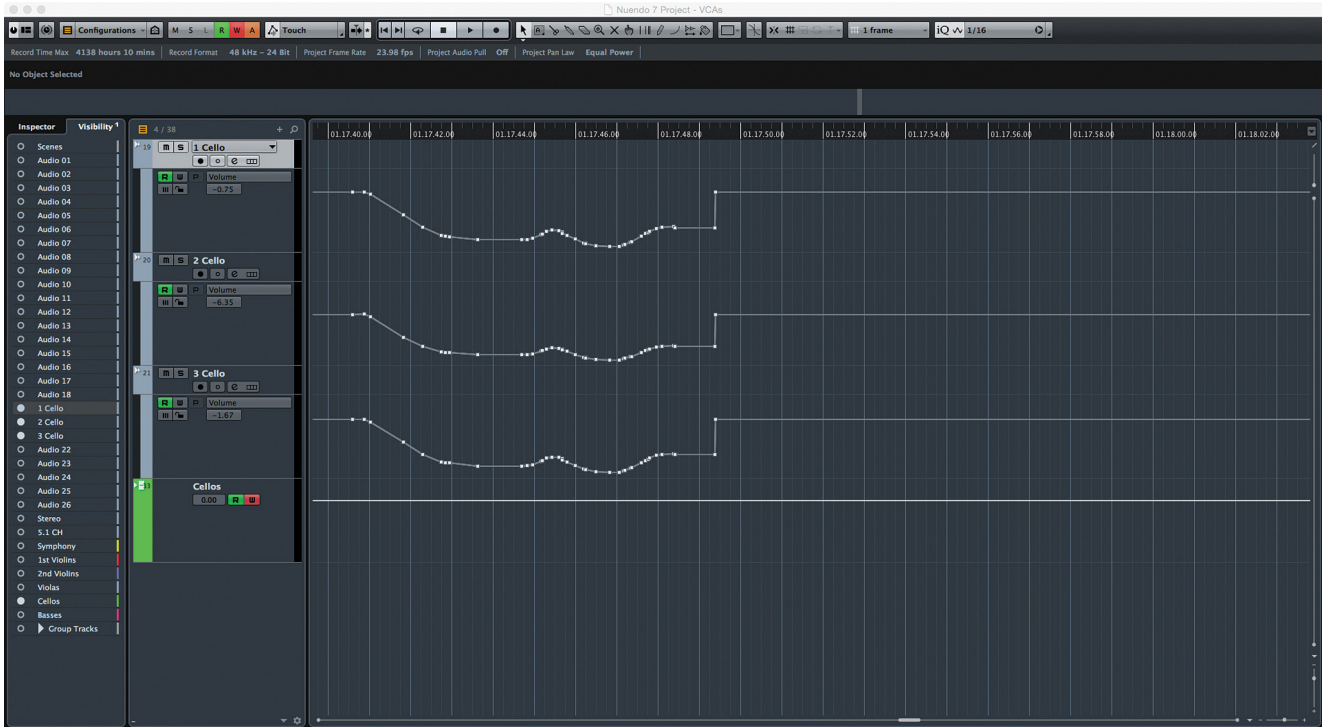 Nuendo 7 Project - VCAs
Configurations M S L R W A Touch 1 frame iQ 1/16
Record Time Max 4138 hours 10 mins Record Format 48 kHz - 24 Bit Project Frame Rate 23.98 fps Project Audio Pull Off Project Pan Law Equal Power
No Object Selected
Inspector Visibility 1
4 / 38
01.17.40.00 01.17.42.00 01.17.44.00 01.17.46.00 01.17.48.00 01.17.50.00 01.17.52.00 01.17.54.00 01.17.56.00 01.17.58.00 01.18.00.00 01.18.02.00
Scenes
Audio 01
Audio 02
Audio 03
Audio 04
Audio 05
Audio 06
Audio 07
Audio 08
Audio 09
Audio 10
Audio 11
Audio 12
Audio 13
Audio 14
Audio 15
Audio 16
Audio 17
Audio 18
1 Cello
2 Cello
3 Cello
Audio 22
Audio 23
Audio 24
Audio 25
Audio 26
Stereo
5.1 CH
Symphony
1st Violins
2nd Violins
Violas
Cellos
Basses
Group Tracks
19 m S 1 Cello
e
R W P Volume
-0.75
20 m S 2 Cello
e
R W P Volume
-6.35
21 m S 3 Cello
e
R W P Volume
-1.67
Cellos
0.00 R W